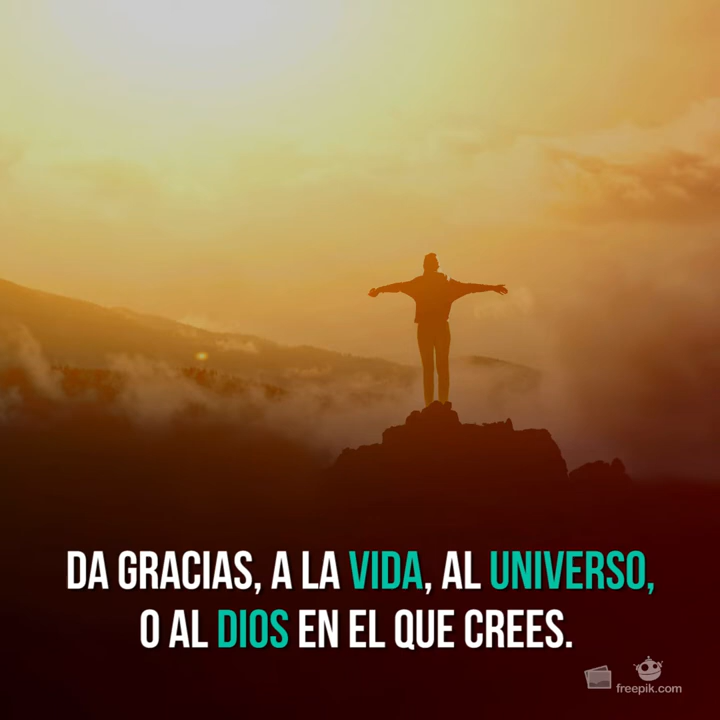 DA GRACIAS, A LA VIDA, AL UNIVERSO,
O AL DIOS EN EL QUE CREES.
freepik.com